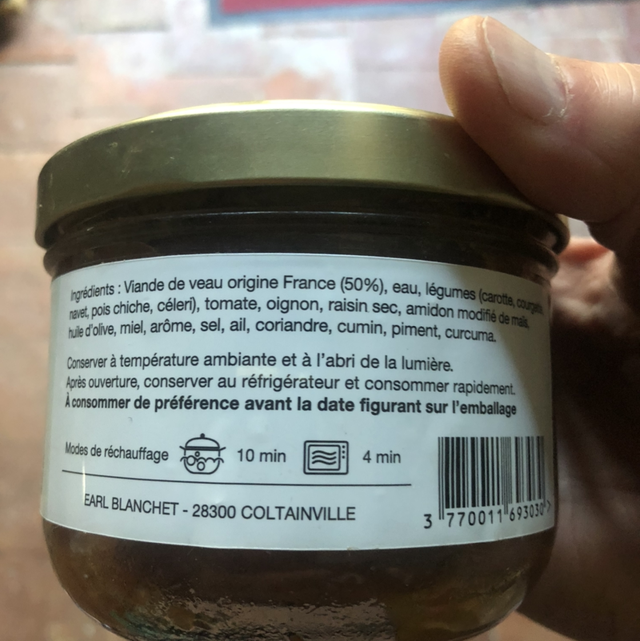 Ingrédients : Viande de veau origine France (50%), eau, légumes (carotte,
navet, pois chiche, céleri), tomate, oignon, raisin sec, amidon modifié de maïs,
huile d'olive, miel, arôme, sel, ail, coriandre, cumin, piment, curcuma.
Conserver à température ambiante et à l'abri de la lumière.
Après ouverture, conserver au réfrigérateur et consommer rapidement.
À consommer de préférence avant la date figurant sur l'emballage
Modes de réchauffage 10 min 4 min
EARL BLANCHET - 28300 COLTAINVILLE
3 770011 693030 >